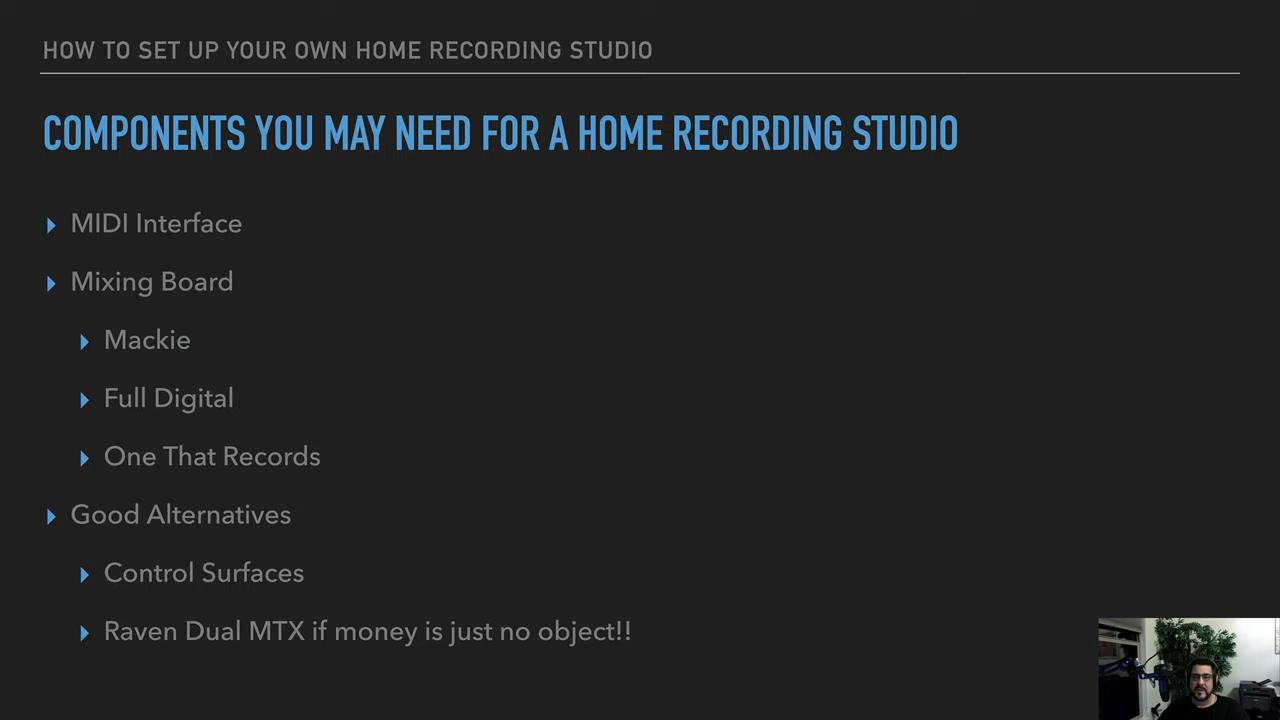 HOW TO SET UP YOUR OWN HOME RECORDING STUDIO
COMPONENTS YOU MAY NEED FOR A HOME RECORDING STUDIO
MIDI Interface
Mixing Board
Mackie
Full Digital
One That Records
Good Alternatives
Control Surfaces
Raven Dual MTX if money is just no object!!